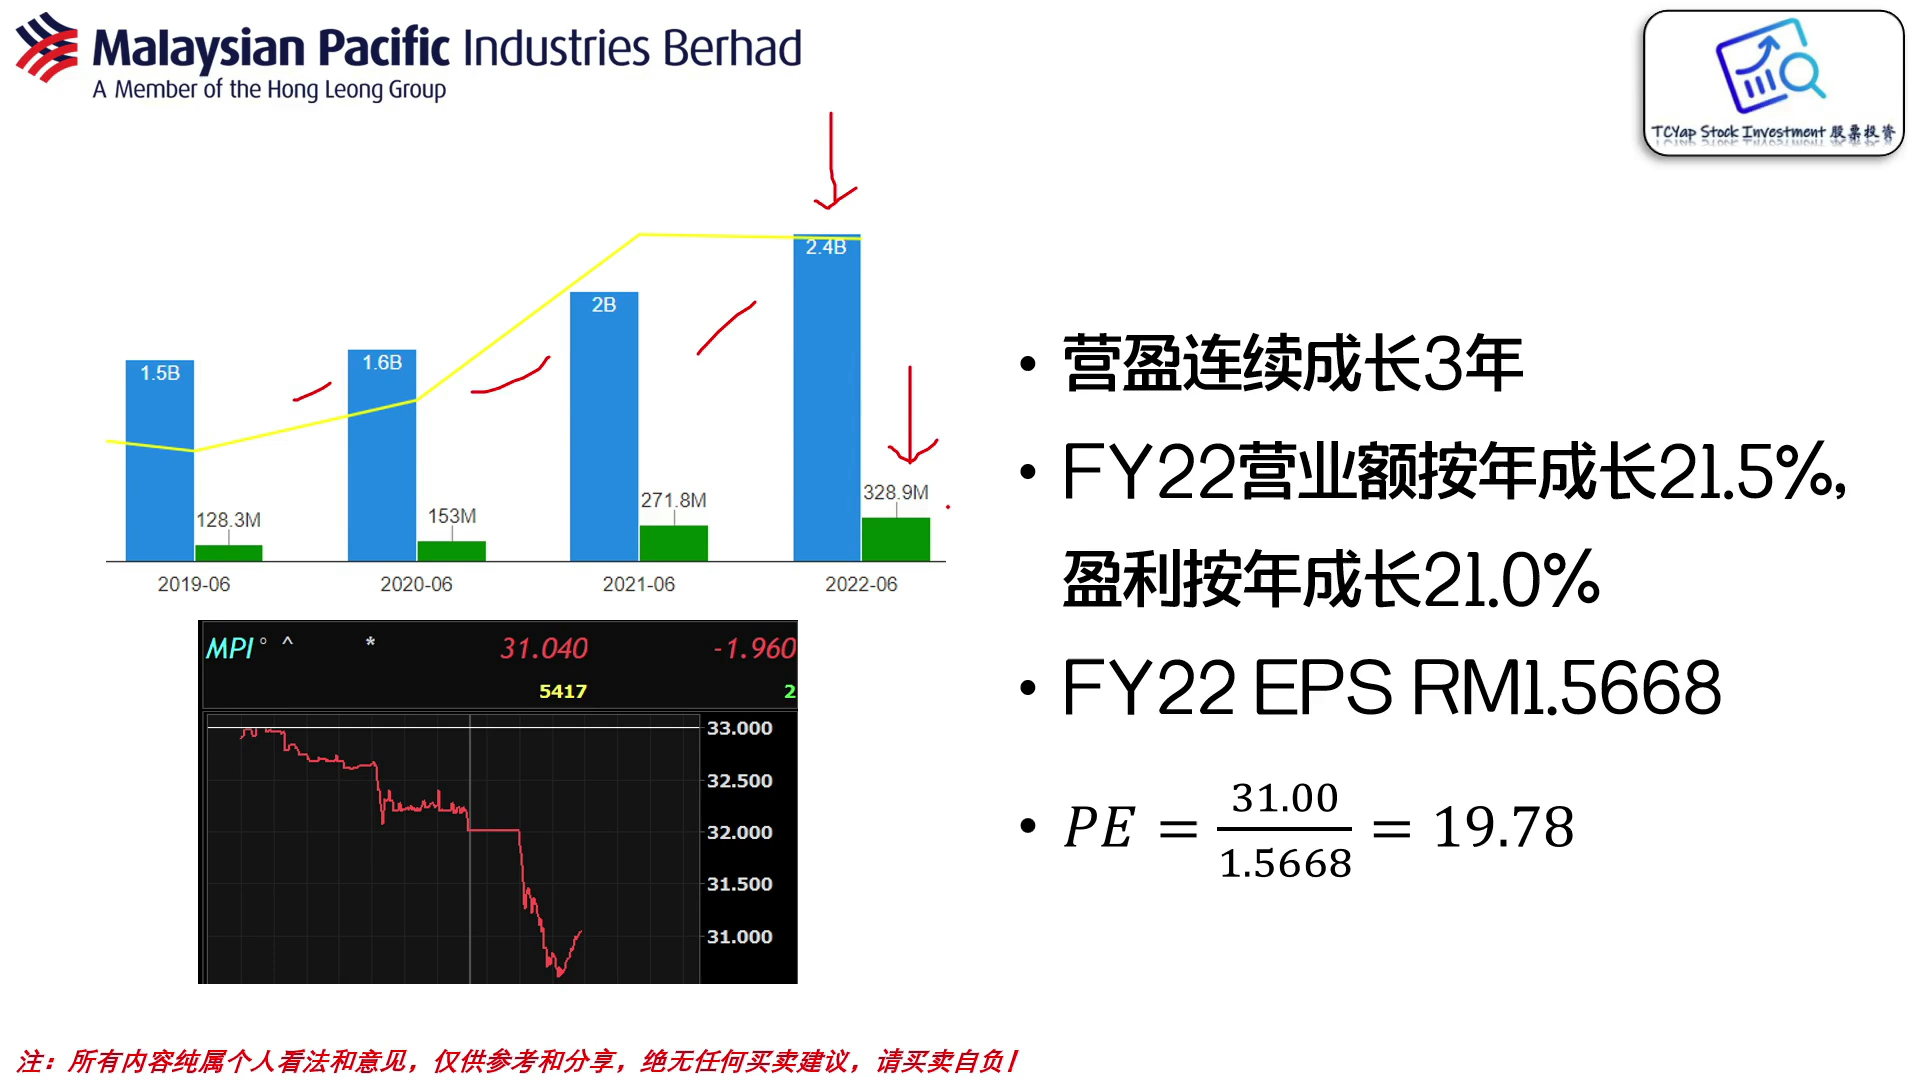 Malaysian Pacific Industries Berhad
A Member of the Hong Leong Group
TCYap Stock Investment 股票投资
2.4B
2B
1.6B
1.5B
328.9M
271.8M
153M
128.3M
2019-06 2020-06 2021-06 2022-06
MPI° ^ * 31.040 -1.960
5417 2
33.000
32.500
32.000
31.500
31.000
• 营盈连续成长3年
• FY22营业额按年成长21.5%,
盈利按年成长21.0%
• FY22 EPS RM1.5668
• PE = 31.00/1.5668 = 19.78
注：所有内容纯属个人看法和意见，仅供参考和分享，绝无任何买卖建议，请买卖自负！